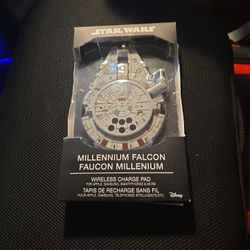 STAR WARS
MILLENNIUM FALCON
FAUCON MILLENIUM
WIRELESS CHARGE PAD
FOR APPLE, SAMSUNG, SMARTPHONES & MORE
TAPIS DE RECHARGE SANS FIL
POUR APPLE, SAMSUNG, TÉLÉPHONES INTELLIGENTS, ETC.
Disney